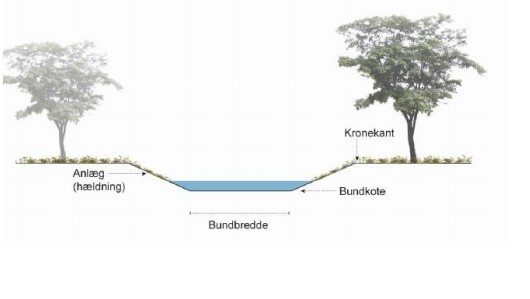 Kronekant
Anlæg
(hældning)
Bundkote
Bundbredde